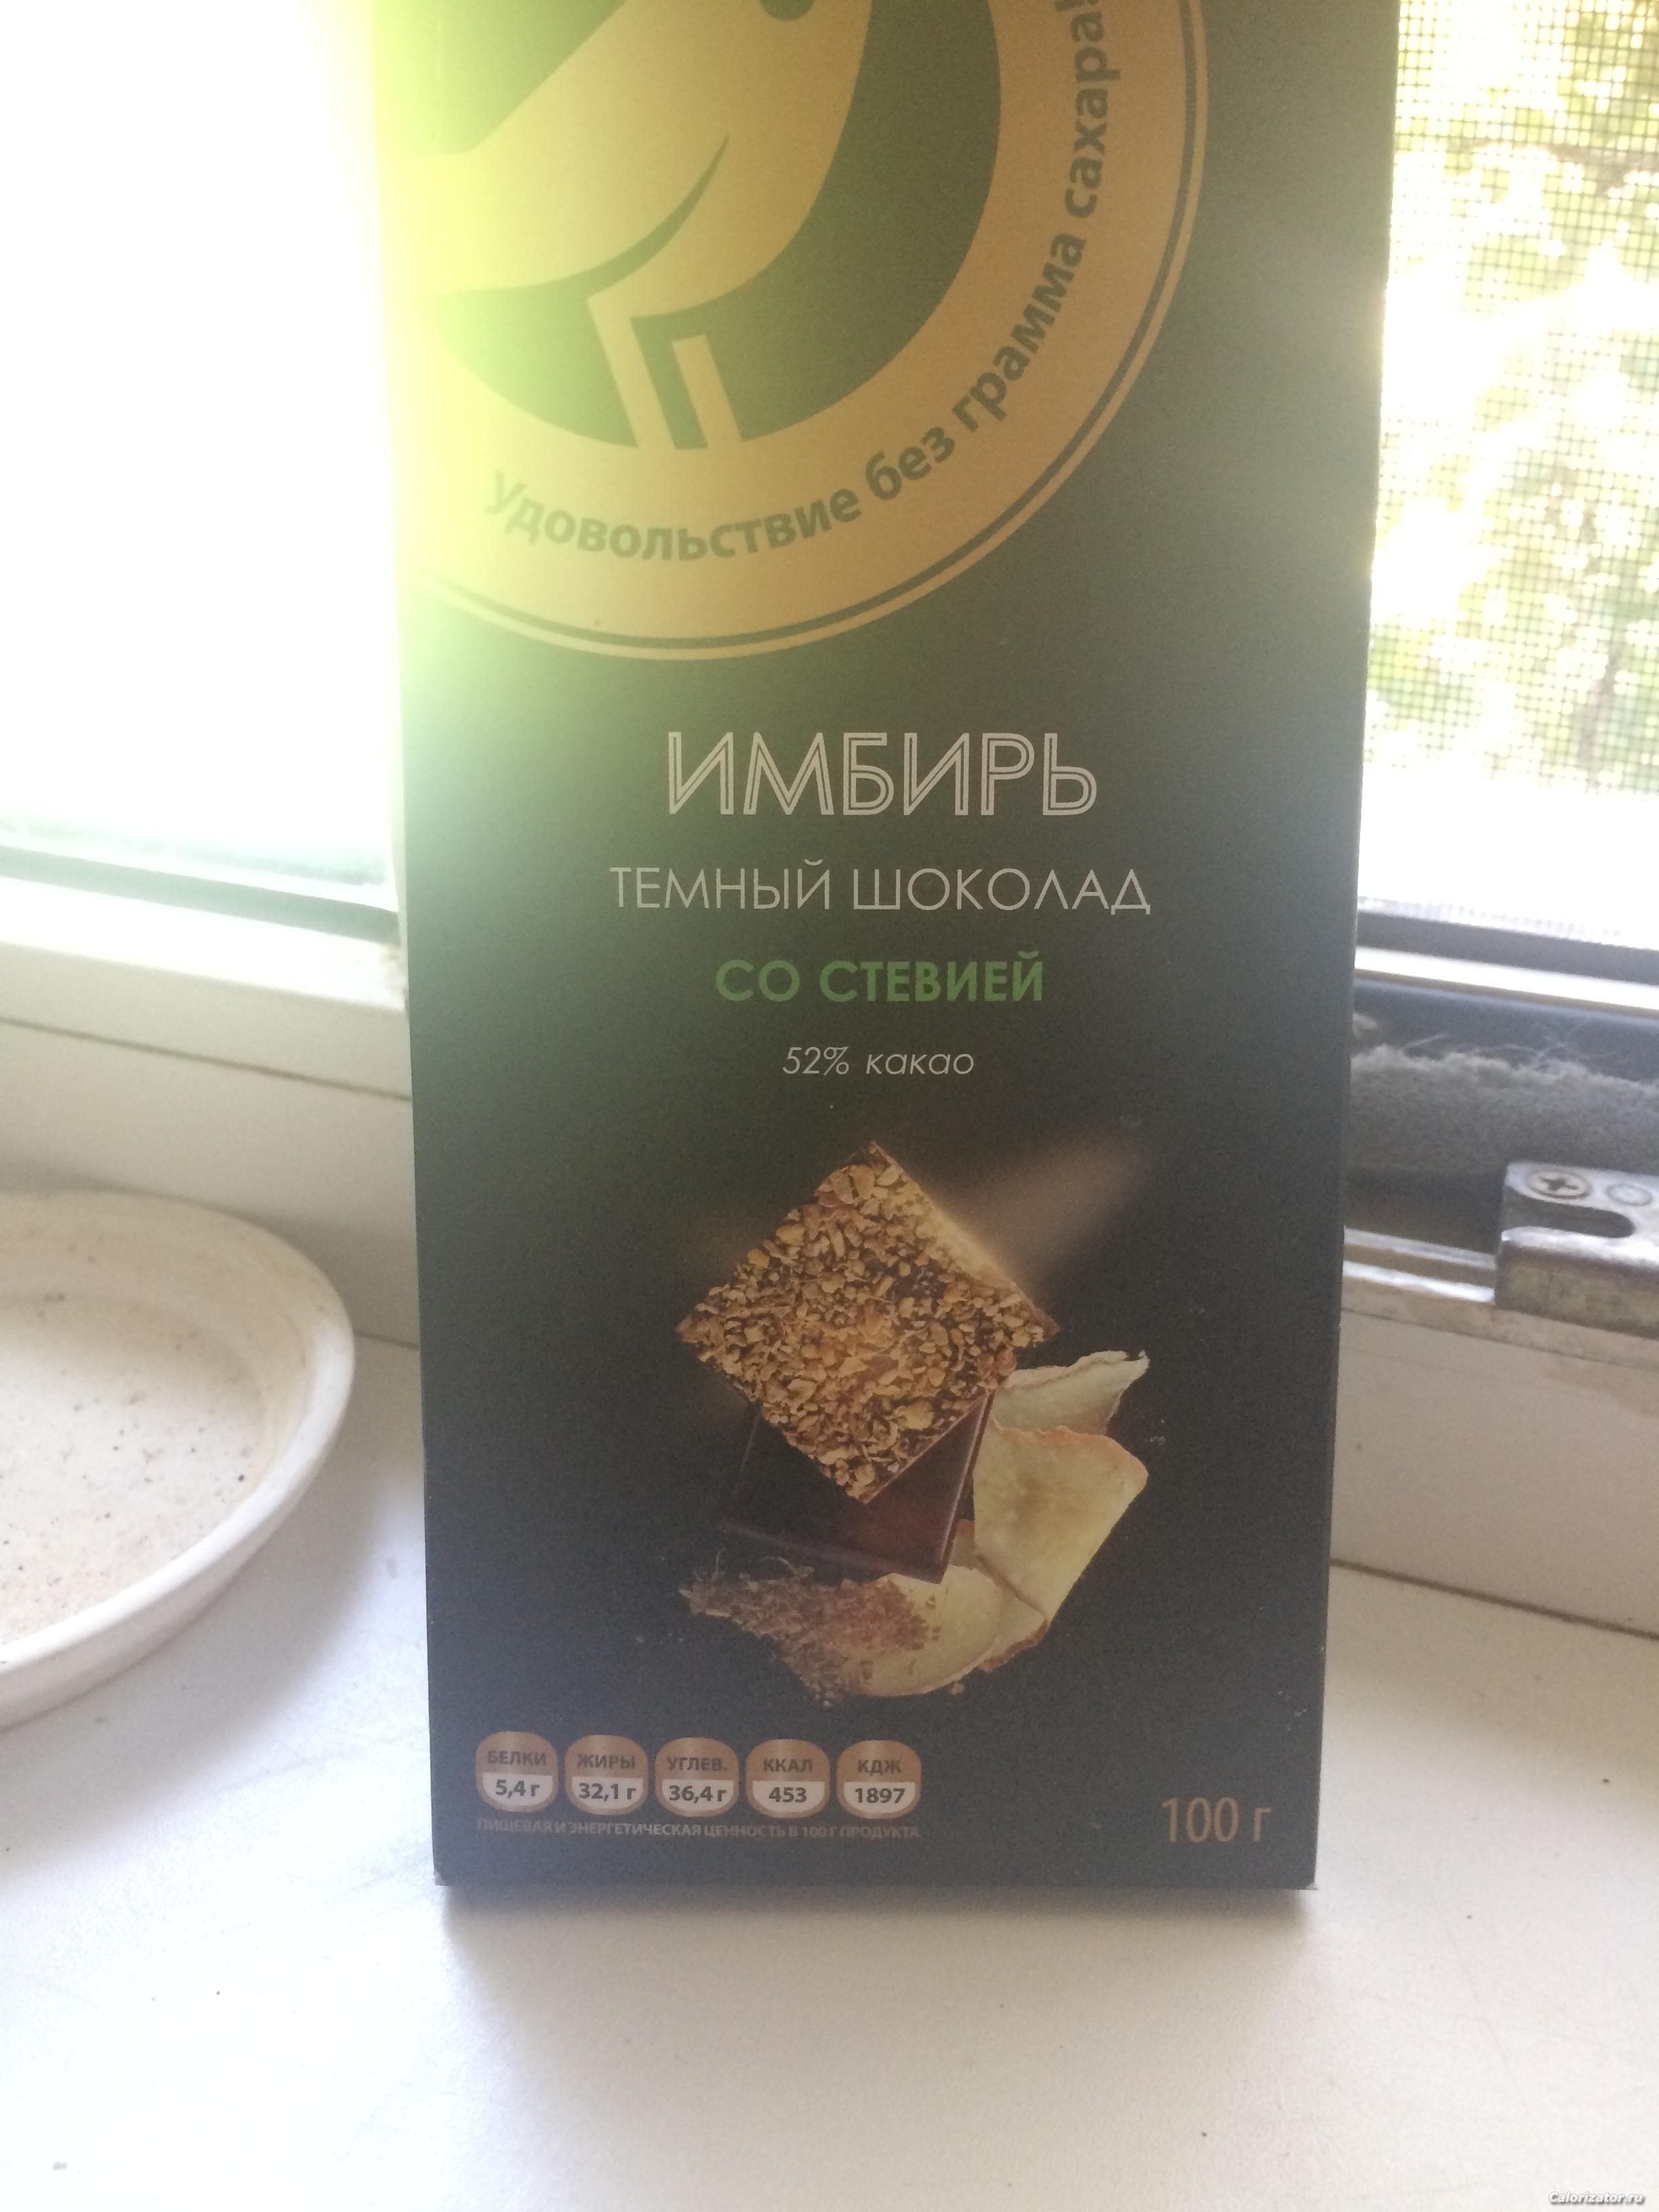 Удовольствие без грамма сахара!
ИМБИРЬ
ТЕМНЫЙ ШОКОЛАД
СО СТЕВИЕЙ
52% какао
БЕЛКИ ЖИРЫ УГЛЕВ. ККАЛ КДЖ
5,4 г 32,1 г 36,4 г 453 1897
ПИЩЕВАЯ И ЭНЕРГЕТИЧЕСКАЯ ЦЕННОСТЬ В 100 Г ПРОДУКТА
100 г
Calorizator.ru